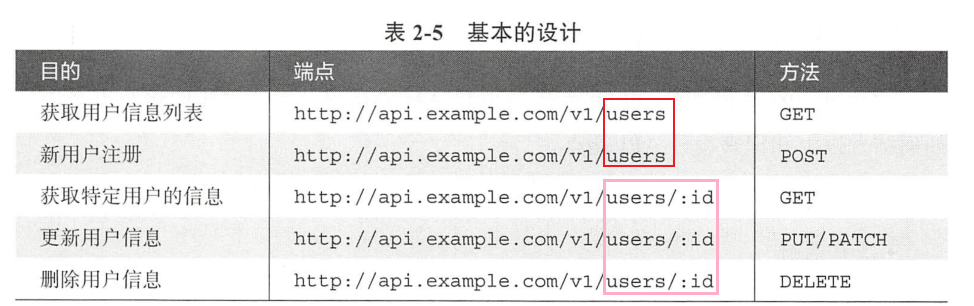 表 2-5 基本的设计
目的 端点 方法
获取用户信息列表 http://api.example.com/v1/users GET
新用户注册 http://api.example.com/v1/users POST
获取特定用户的信息 http://api.example.com/v1/users/:id GET
更新用户信息 http://api.example.com/v1/users/:id PUT/PATCH
删除用户信息 http://api.example.com/v1/users/:id DELETE